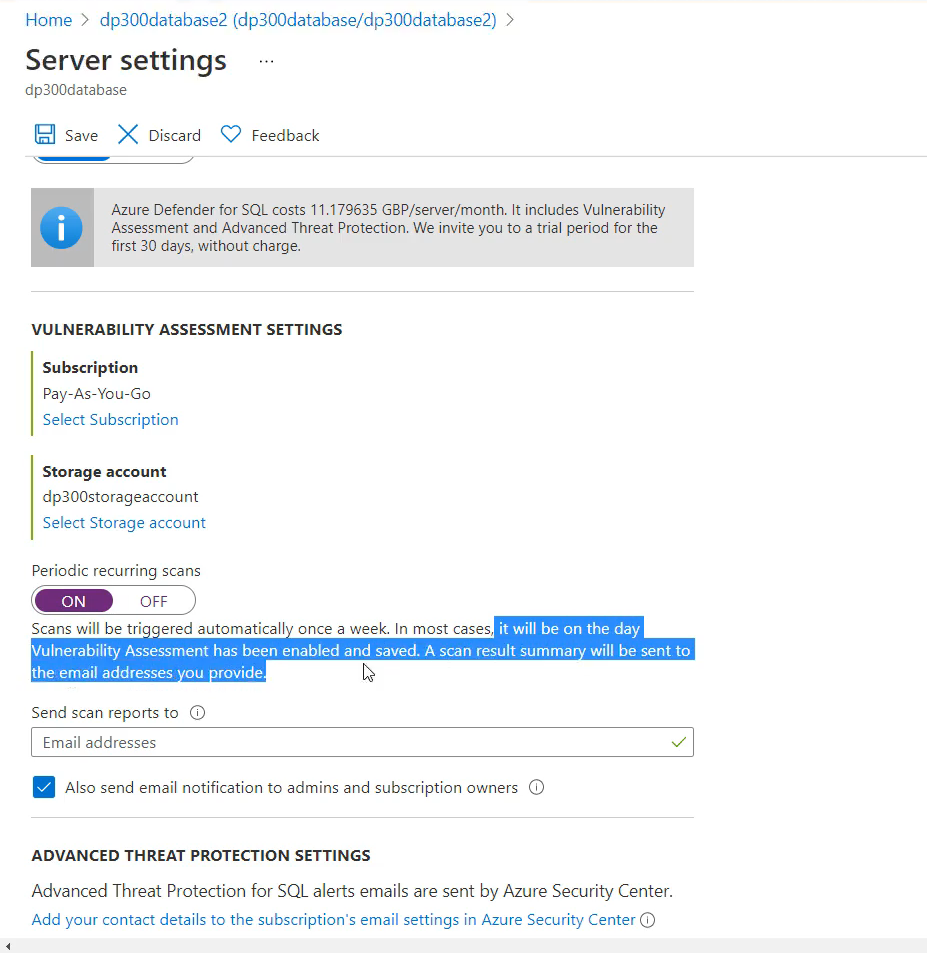 Home > dp300database2 (dp300database/dp300database2) >
Server settings ...
dp300database
Save Discard Feedback
Azure Defender for SQL costs 11.179635 GBP/server/month. It includes Vulnerability
Assessment and Advanced Threat Protection. We invite you to a trial period for the
first 30 days, without charge.
VULNERABILITY ASSESSMENT SETTINGS
Subscription
Pay-As-You-Go
Select Subscription
Storage account
dp300storageaccount
Select Storage account
Periodic recurring scans
ON OFF
Scans will be triggered automatically once a week. In most cases, it will be on the day
Vulnerability Assessment has been enabled and saved. A scan result summary will be sent to
the email addresses you provide.
Send scan reports to
Email addresses
Also send email notification to admins and subscription owners
ADVANCED THREAT PROTECTION SETTINGS
Advanced Threat Protection for SQL alerts emails are sent by Azure Security Center.
Add your contact details to the subscription's email settings in Azure Security Center